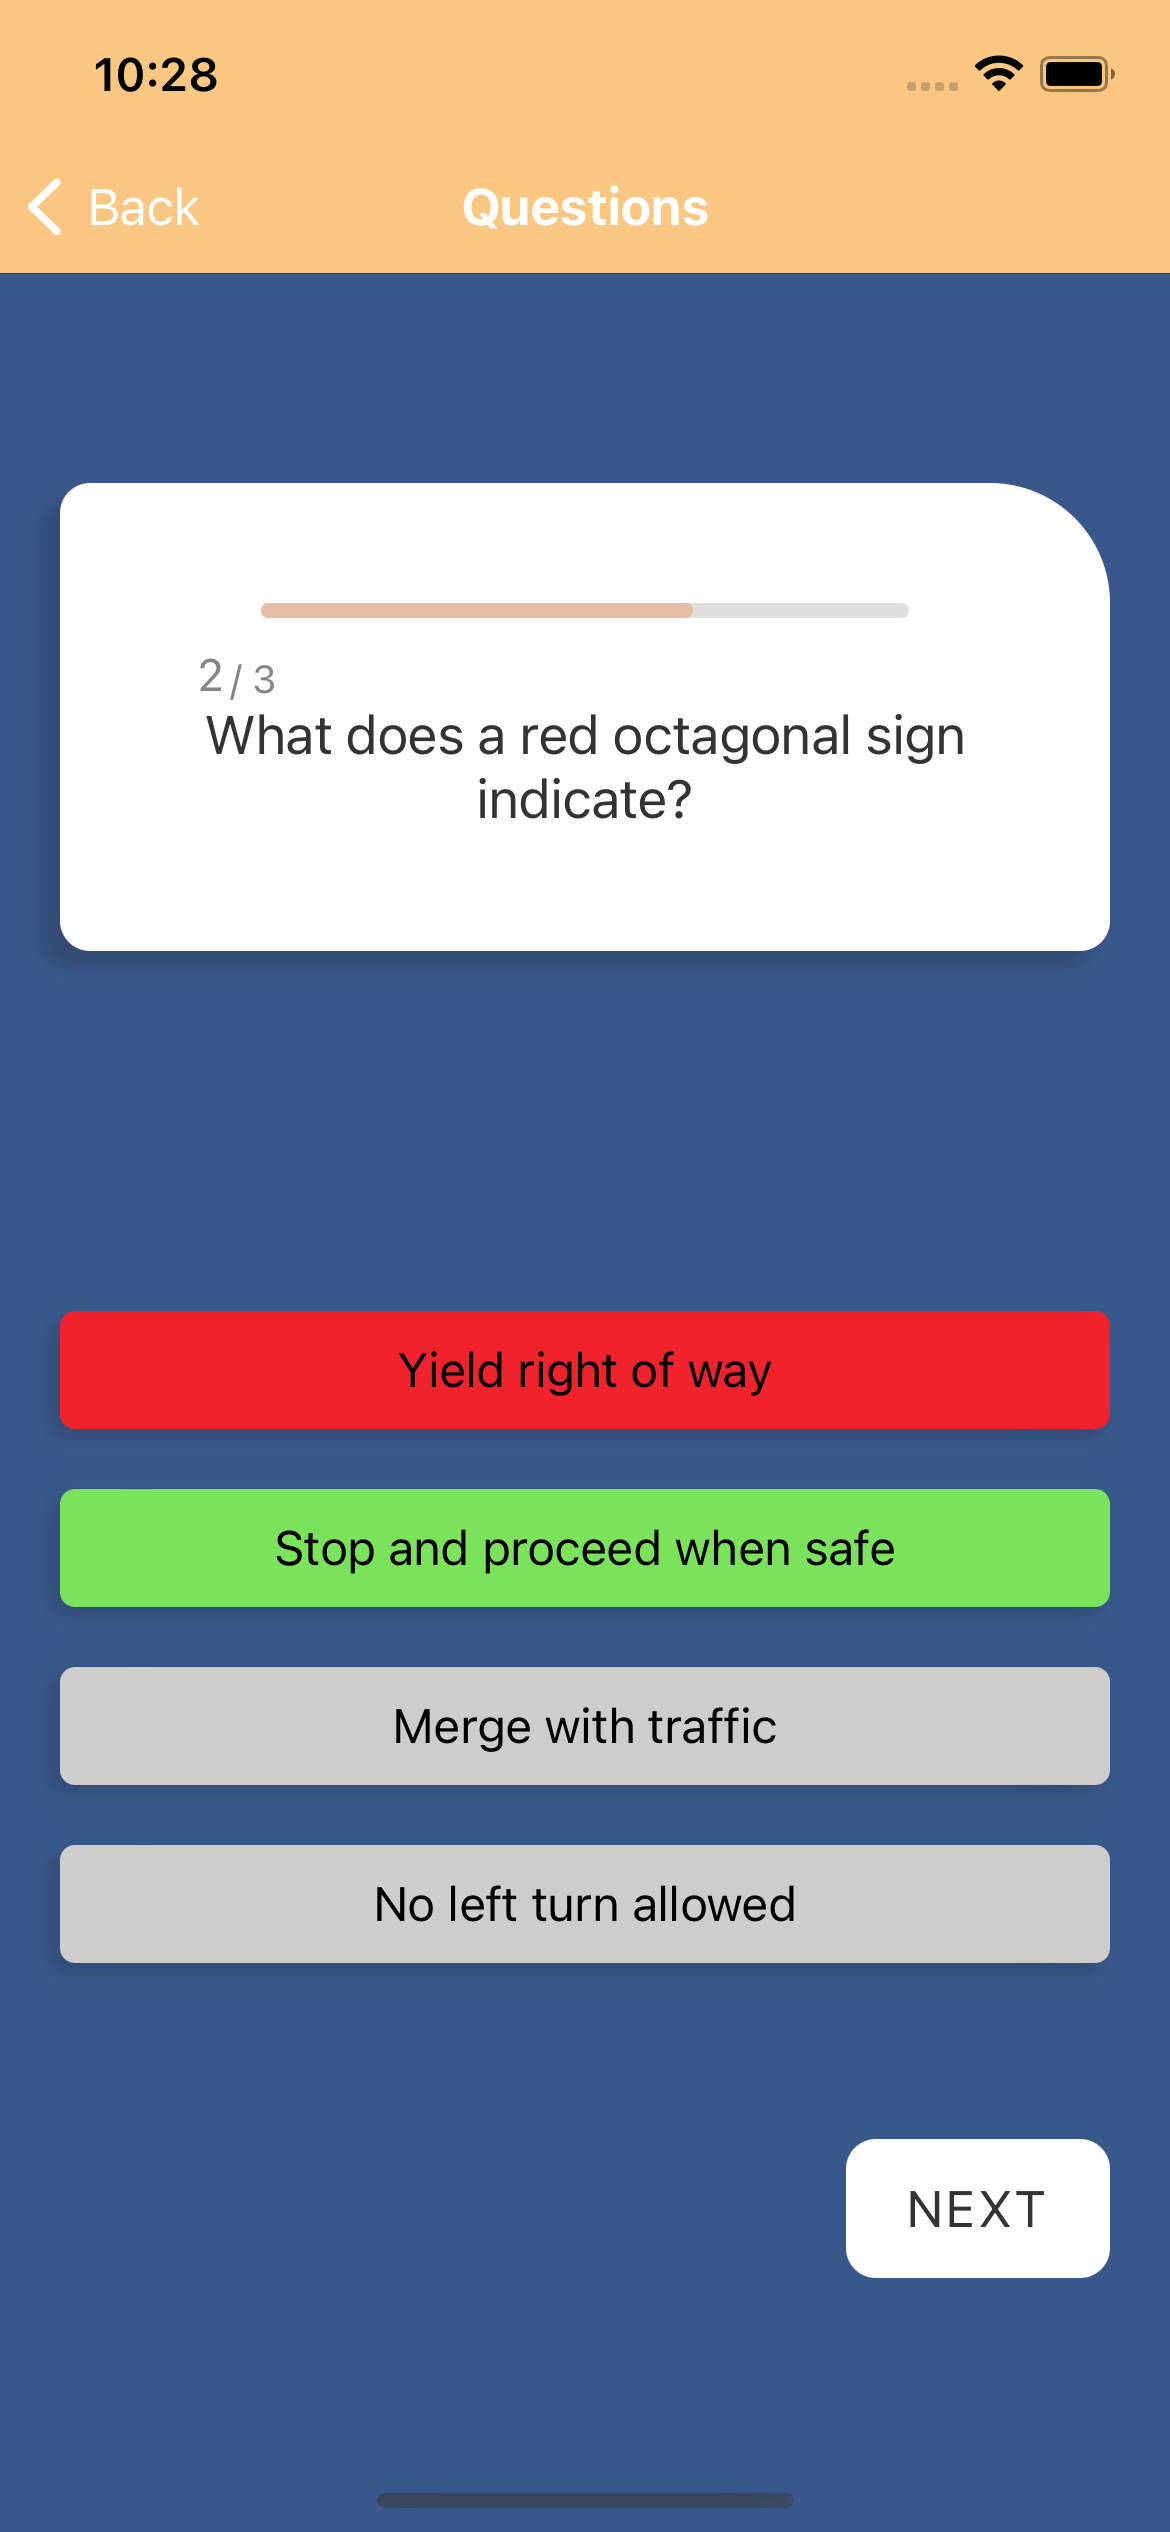 10:28
Back
Questions
2 / 3
What does a red octagonal sign
indicate?
Yield right of way
Stop and proceed when safe
Merge with traffic
No left turn allowed
NEXT